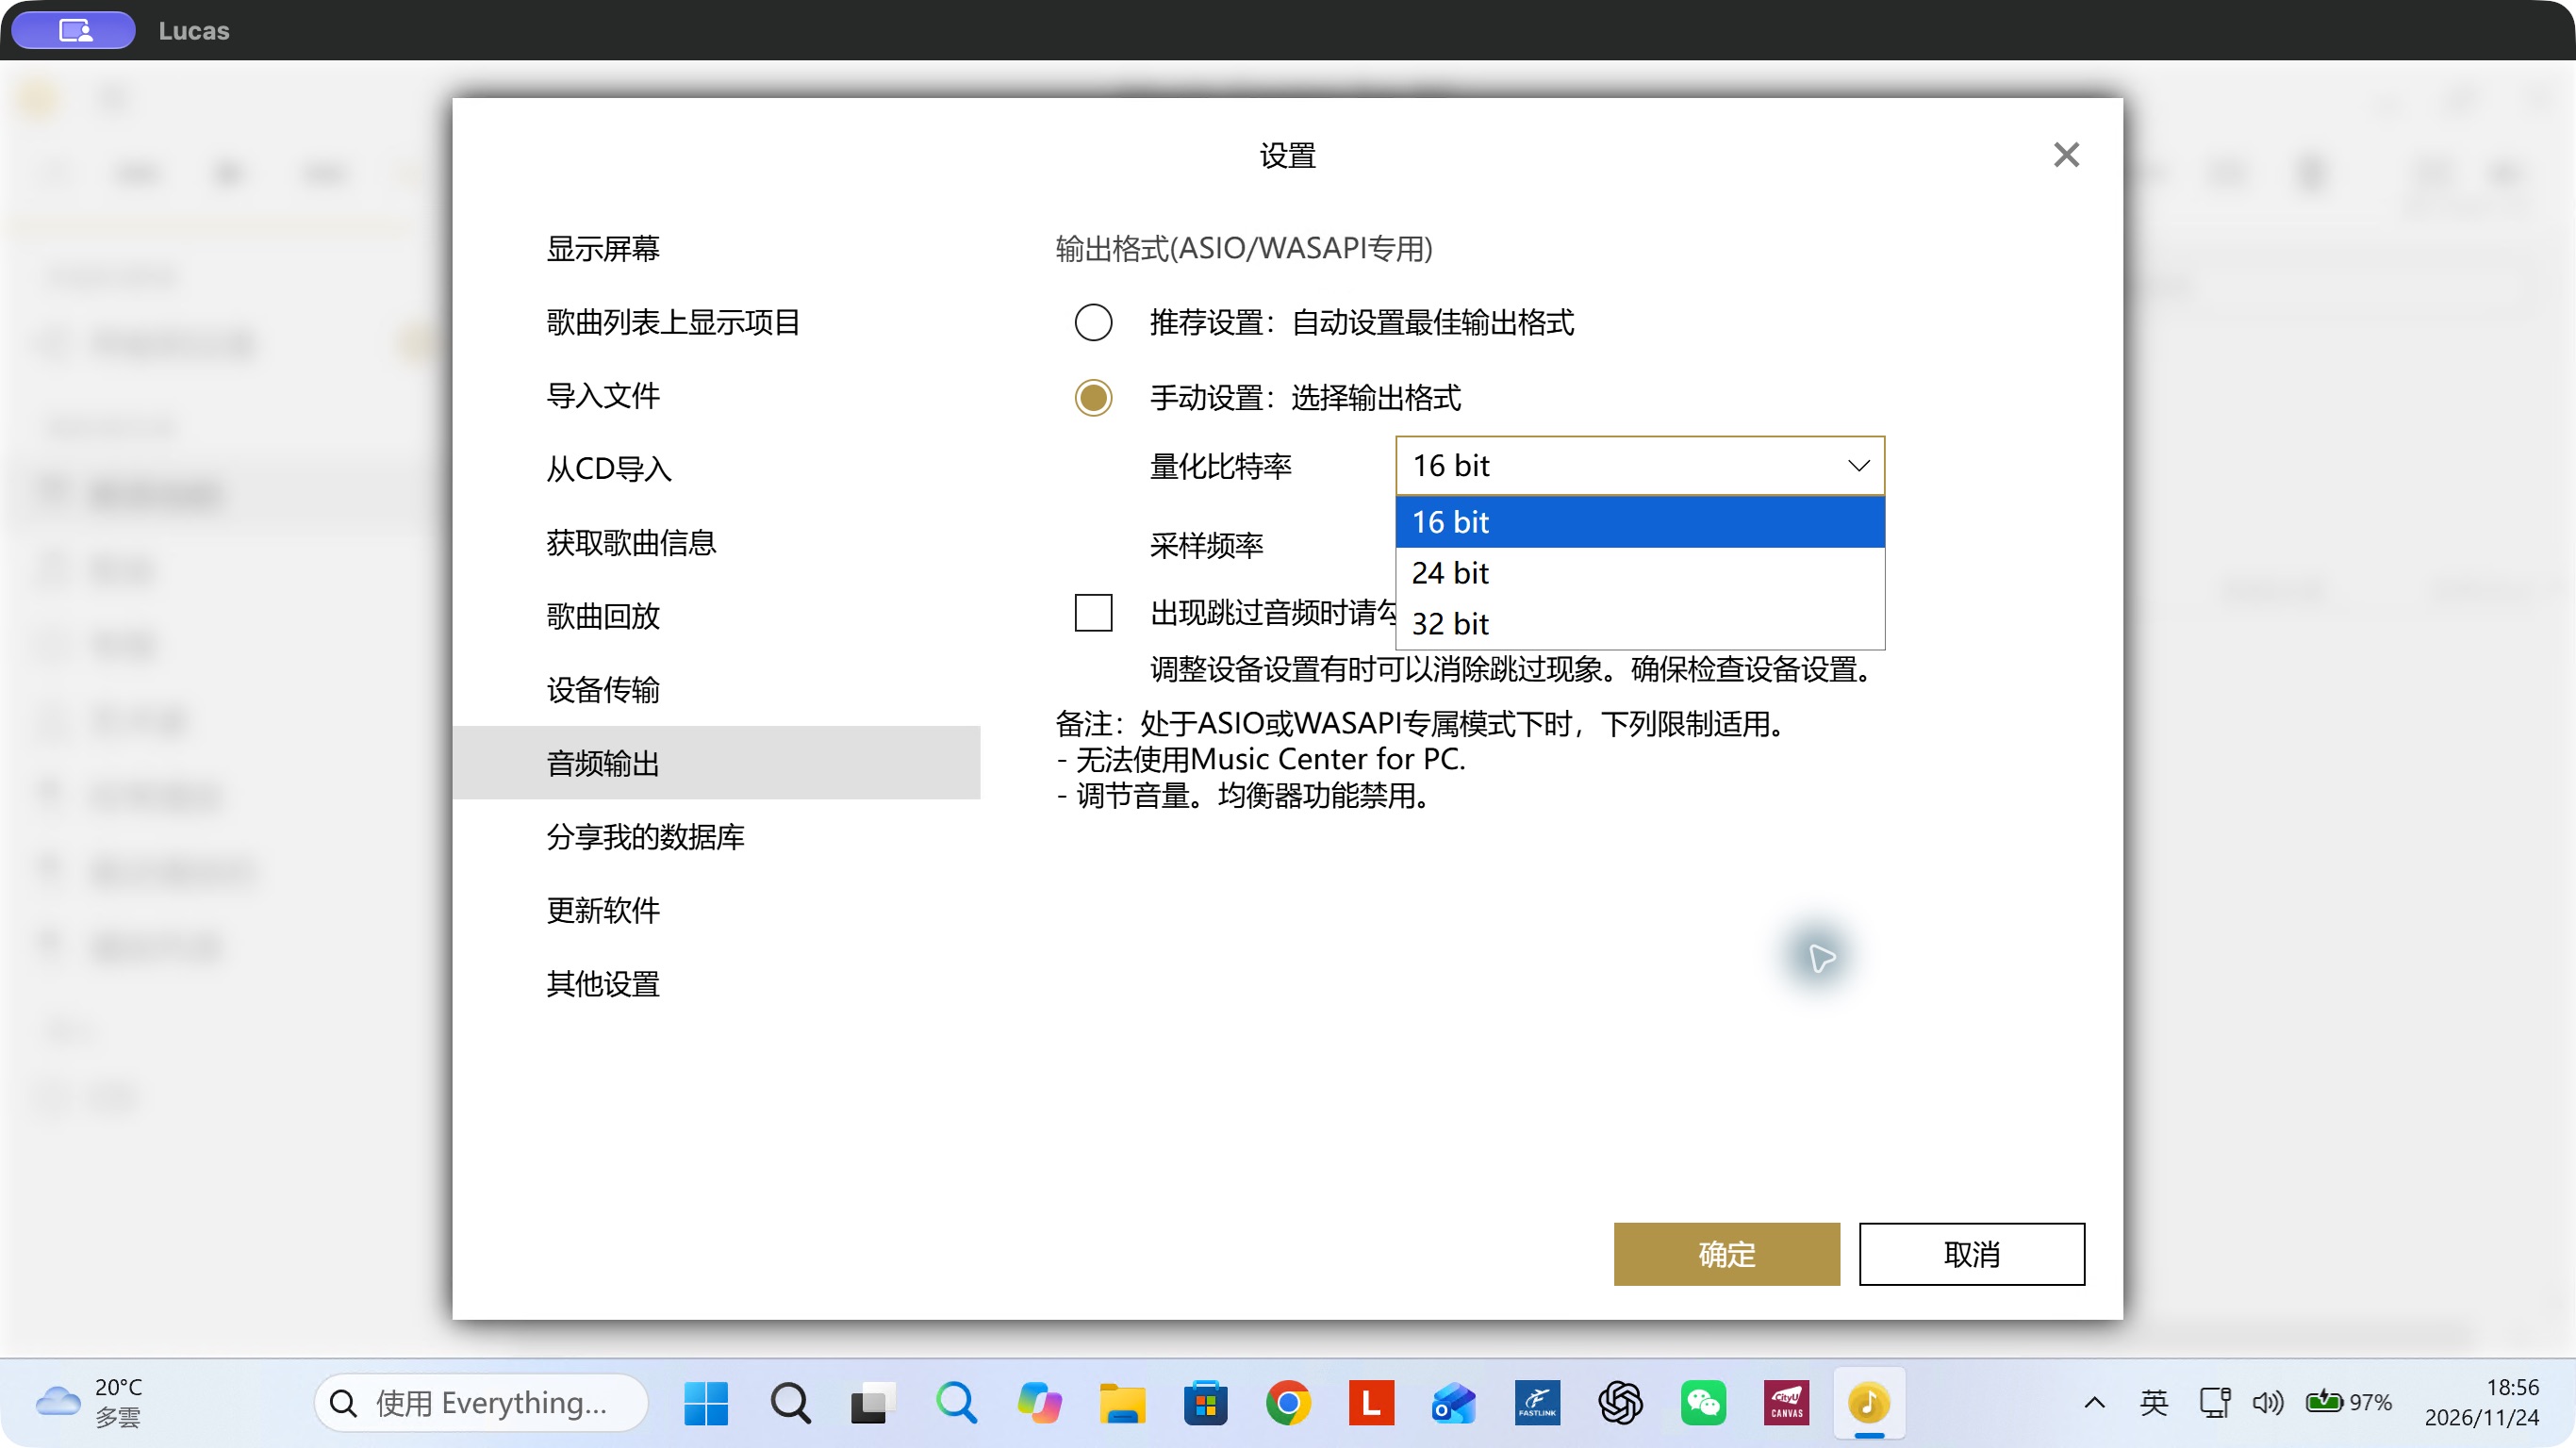 Lucas
设置
显示屏幕
歌曲列表上显示项目
导入文件
从CD导入
获取歌曲信息
歌曲回放
设备传输
音频输出
分享我的数据库
更新软件
其他设置
输出格式(ASIO/WASAPI专用)
推荐设置：自动设置最佳输出格式
手动设置：选择输出格式
量化比特率
16 bit
16 bit
24 bit
32 bit
采样频率
出现跳过音频时请勾
调整设备设置有时可以消除跳过现象。确保检查设备设置。
备注：处于ASIO或WASAPI专属模式下时，下列限制适用。
- 无法使用Music Center for PC.
- 调节音量。均衡器功能禁用。
确定
取消
20°C
多雲
使用 Everything...
L
O
FASTLINK
CityU
CANVAS
英
97%
18:56
2026/11/24